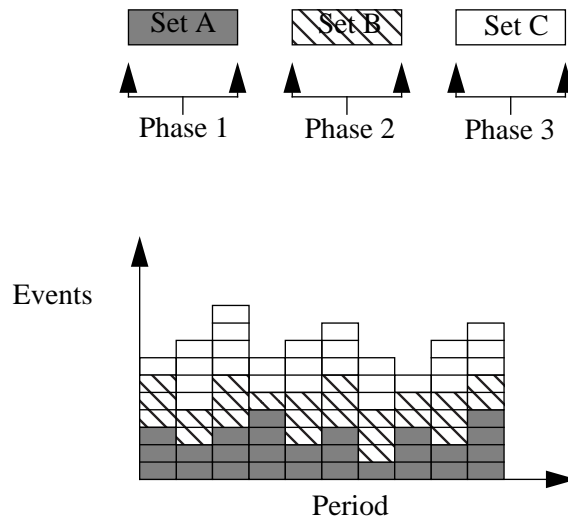 Set A
Set B
Set C
Phase 1
Phase 2
Phase 3
Events
Period